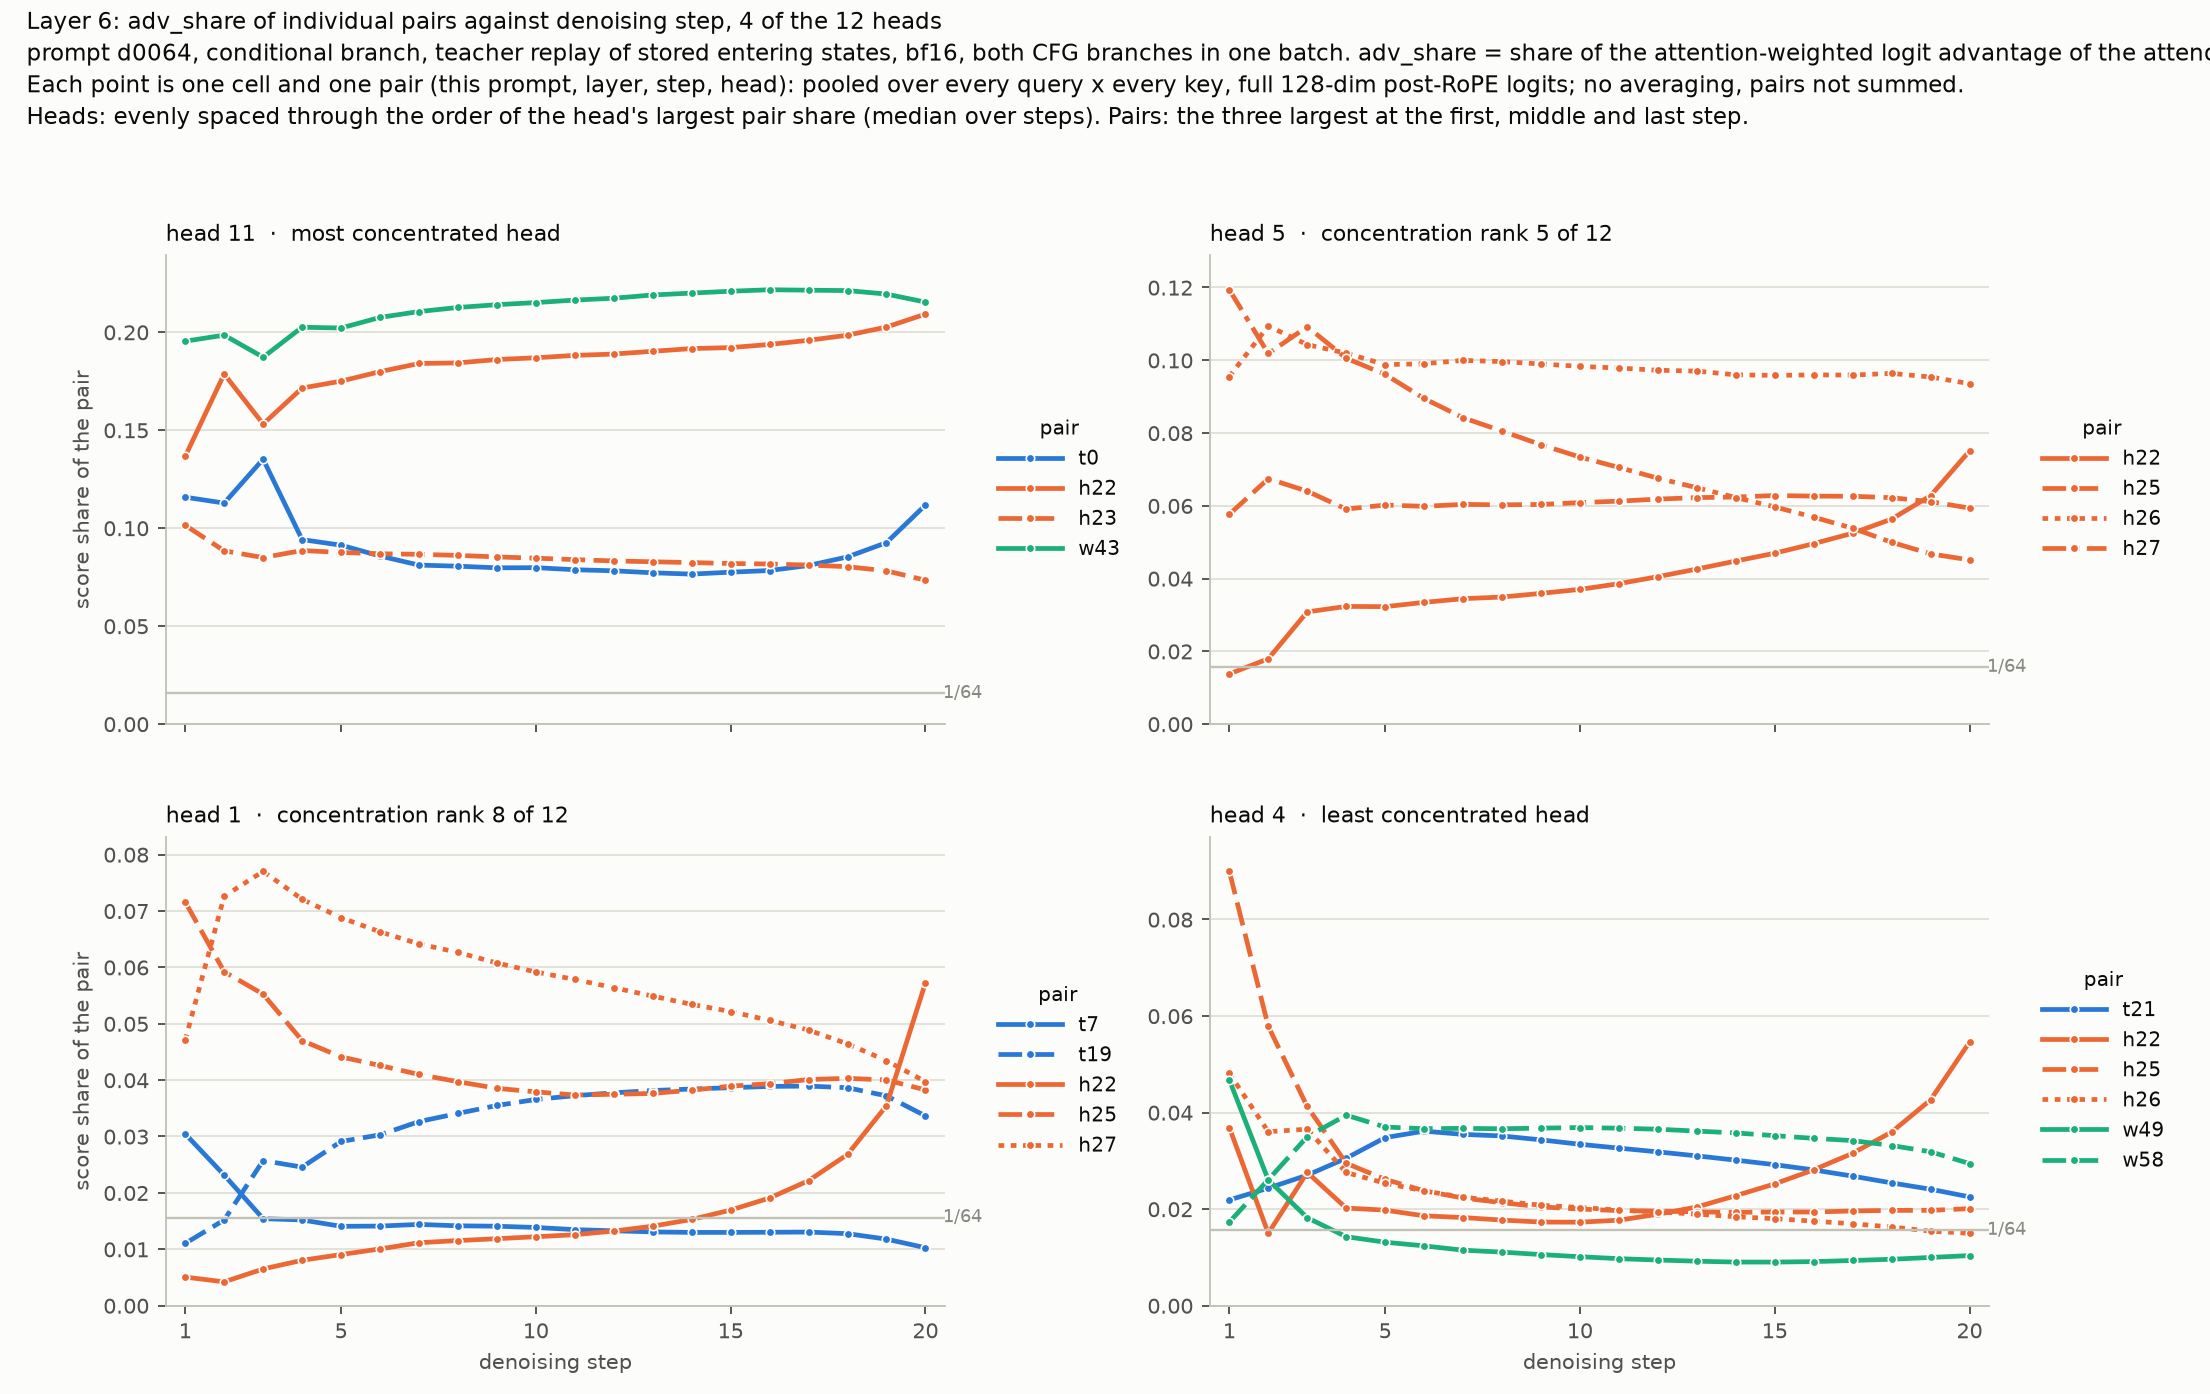 Layer 6: adv_share of individual pairs against denoising step, 4 of the 12 heads
prompt d0064, conditional branch, teacher replay of stored entering states, bf16, both CFG branches in one batch. adv_share = share of the attention-weighted logit advantage of the
Each point is one cell and one pair (this prompt, layer, step, head): pooled over every query x every key, full 128-dim post-RoPE logits; no averaging, pairs not summed.
Heads: evenly spaced through the order of the head's largest pair share (median over steps). Pairs: the three largest at the first, middle and last step.
head 11 · most concentrated head
score share of the pair
0.20
0.15
0.10
0.05
0.00
1/64
pair
t0
h22
h23
w43
head 5 · concentration rank 5 of 12
0.12
0.10
0.08
0.06
0.04
0.02
0.00
1/64
pair
h22
h25
h26
h27
head 1 · concentration rank 8 of 12
score share of the pair
0.08
0.07
0.06
0.05
0.04
0.03
0.02
0.01
0.00
1/64
1 5 10 15 20
denoising step
pair
t7
t19
h22
h25
h27
head 4 · least concentrated head
0.08
0.06
0.04
0.02
0.00
1/64
1 5 10 15 20
denoising step
pair
t21
h22
h25
h26
w49
w58